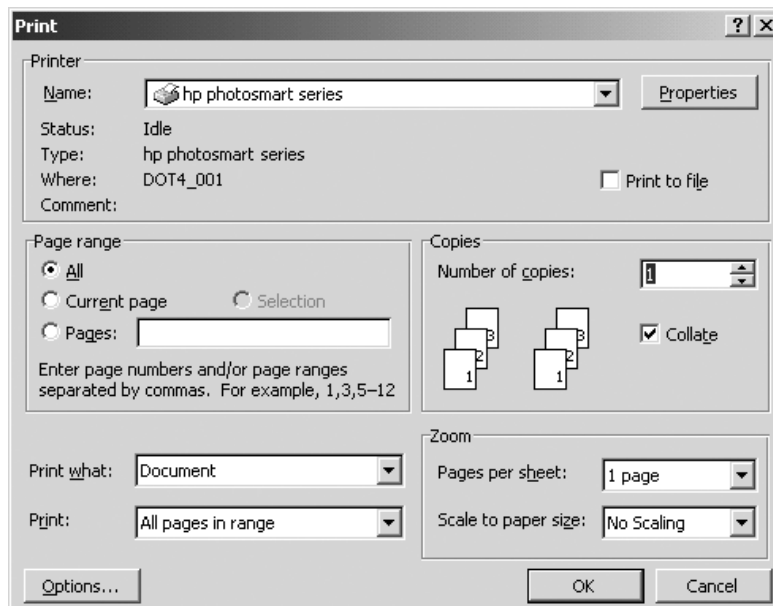 Print
Printer
Name: hp photosmart series Properties
Status: Idle
Type: hp photosmart series
Where: DOT4_001 Print to file
Comment:
Page range
All
Current page Selection
Pages:
Enter page numbers and/or page ranges
separated by commas. For example, 1,3,5–12
Copies
Number of copies: 1
3 3
2 2
1 1
Collate
Print what: Document
Print: All pages in range
Zoom
Pages per sheet: 1 page
Scale to paper size: No Scaling
Options... OK Cancel